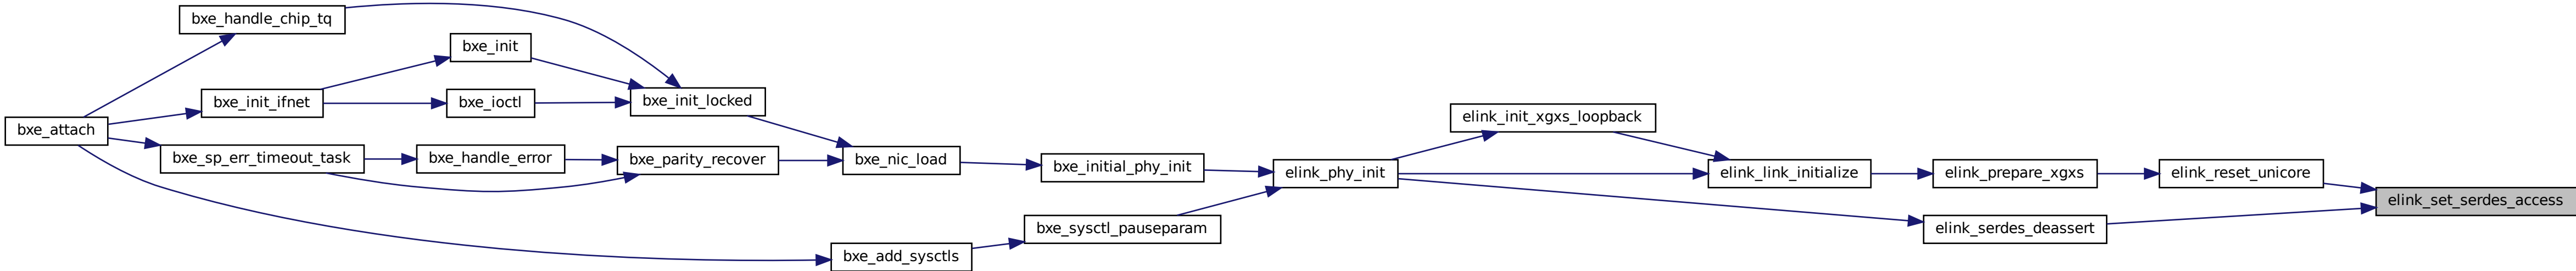 bxe_handle_chip_tq
bxe_init
bxe_init_ifnet
bxe_ioctl
bxe_init_locked
bxe_attach
bxe_sp_err_timeout_task
bxe_handle_error
bxe_parity_recover
bxe_nic_load
bxe_initial_phy_init
elink_phy_init
elink_init_xgxs_loopback
elink_link_initialize
elink_prepare_xgxs
elink_reset_unicore
elink_set_serdes_access
elink_serdes_deassert
bxe_sysctl_pauseparam
bxe_add_sysctls